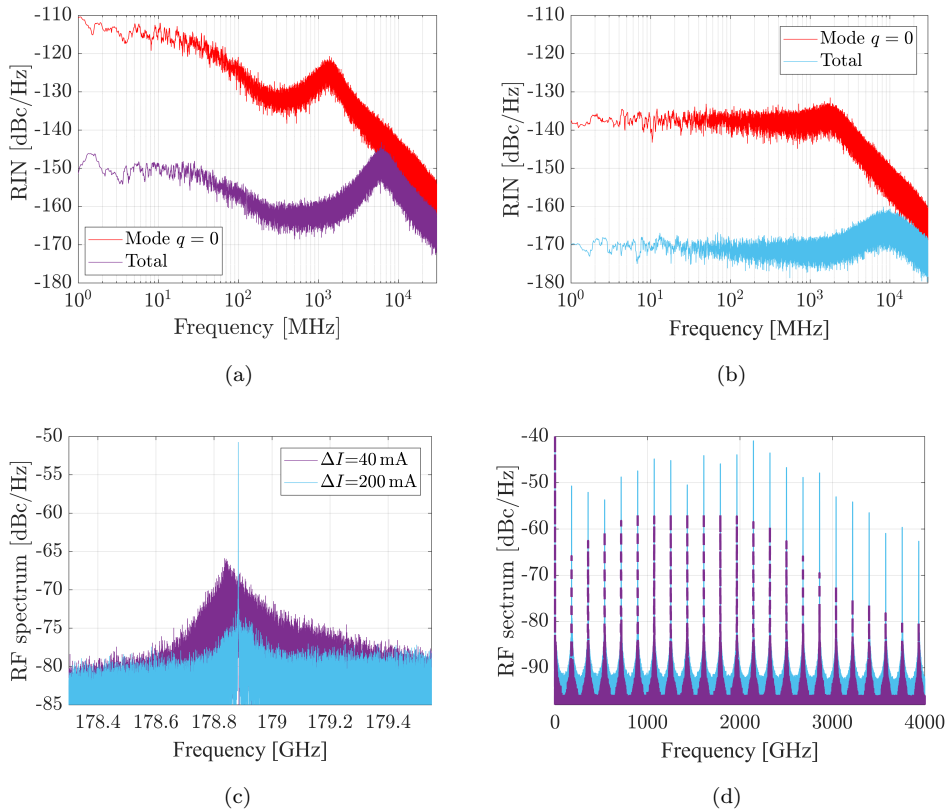 -110
-120
-130
-140
-150
-160
-170
-180
RIN [dBc/Hz]
Mode q = 0
Total
10^0 10^1 10^2 10^3 10^4
Frequency [MHz]
(a)
-110
-120
-130
-140
-150
-160
-170
-180
RIN [dBc/Hz]
Mode q = 0
Total
10^0 10^1 10^2 10^3 10^4
Frequency [MHz]
(b)
-50
-55
-60
-65
-70
-75
-80
-85
RF spectrum [dBc/Hz]
ΔI=40 mA
ΔI=200 mA
178.4 178.6 178.8 179 179.2 179.4
Frequency [GHz]
(c)
-40
-50
-60
-70
-80
-90
RF sectrum [dBc/Hz]
0 1000 2000 3000 4000
Frequency [GHz]
(d)